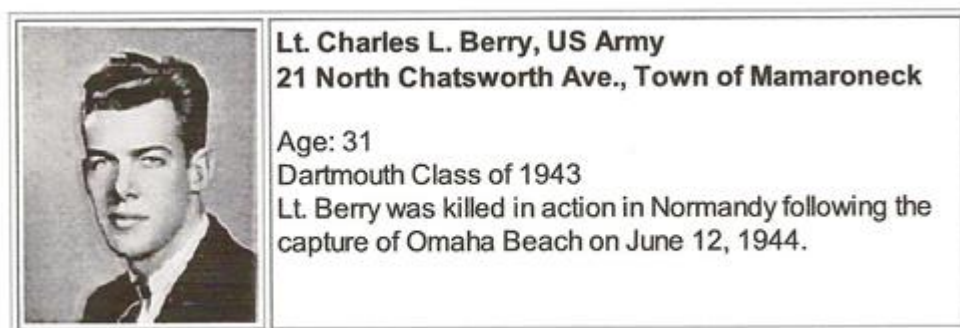 Lt. Charles L. Berry, US Army
21 North Chatsworth Ave., Town of Mamaroneck
Age: 31
Dartmouth Class of 1943
Lt. Berry was killed in action in Normandy following the
capture of Omaha Beach on June 12, 1944.